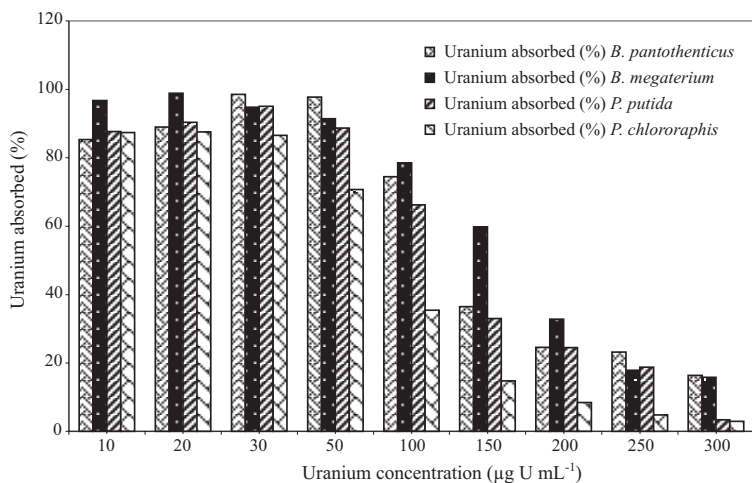 120
100
80
60
40
20
0
Uranium absorbed (%)
Uranium absorbed (%) B. pantothenticus
Uranium absorbed (%) B. megaterium
Uranium absorbed (%) P. putida
Uranium absorbed (%) P. chlororaphis
10 20 30 50 100 150 200 250 300
Uranium concentration (µg U mL⁻¹)